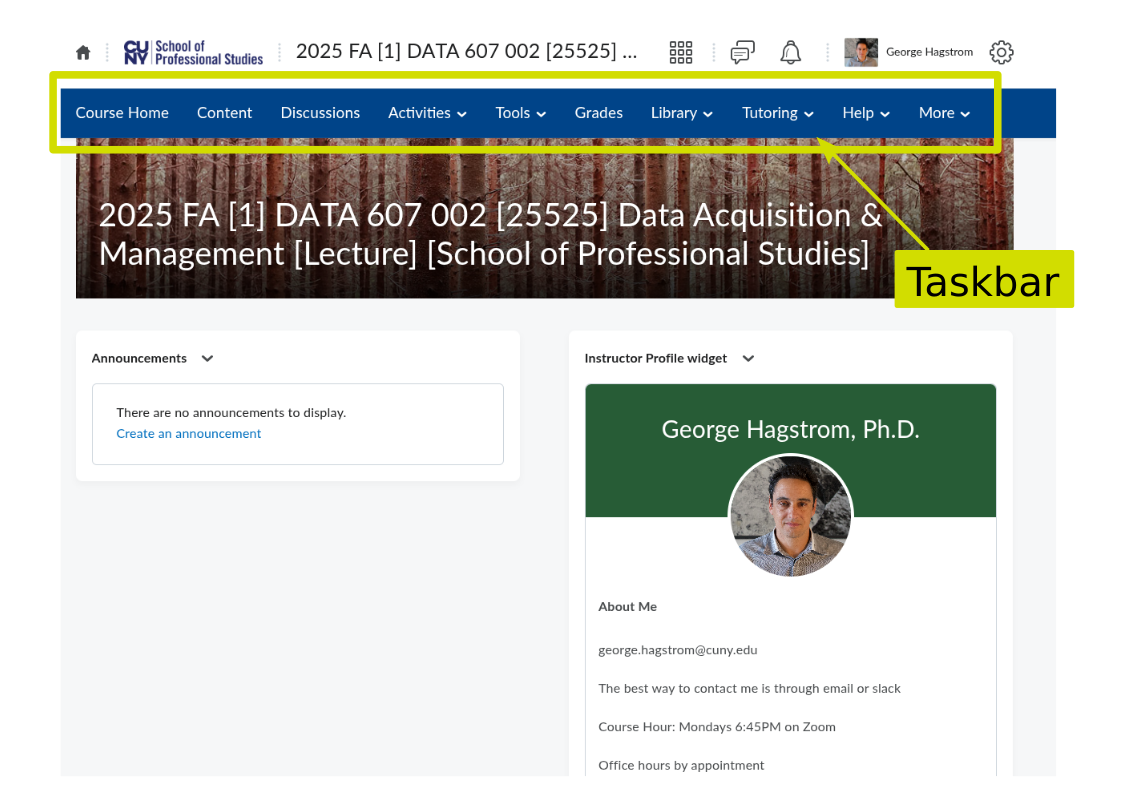 CU
NY
School of
Professional Studies
2025 FA [1] DATA 607 002 [25525] ...
George Hagstrom
Course Home Content Discussions Activities Tools Grades Library Tutoring Help More
2025 FA [1] DATA 607 002 [25525] Data Acquisition &
Management [Lecture] [School of Professional Studies]
Taskbar
Announcements
There are no announcements to display.
Create an announcement
Instructor Profile widget
George Hagstrom, Ph.D.
About Me
george.hagstrom@cuny.edu
The best way to contact me is through email or slack
Course Hour: Mondays 6:45PM on Zoom
Office hours by appointment